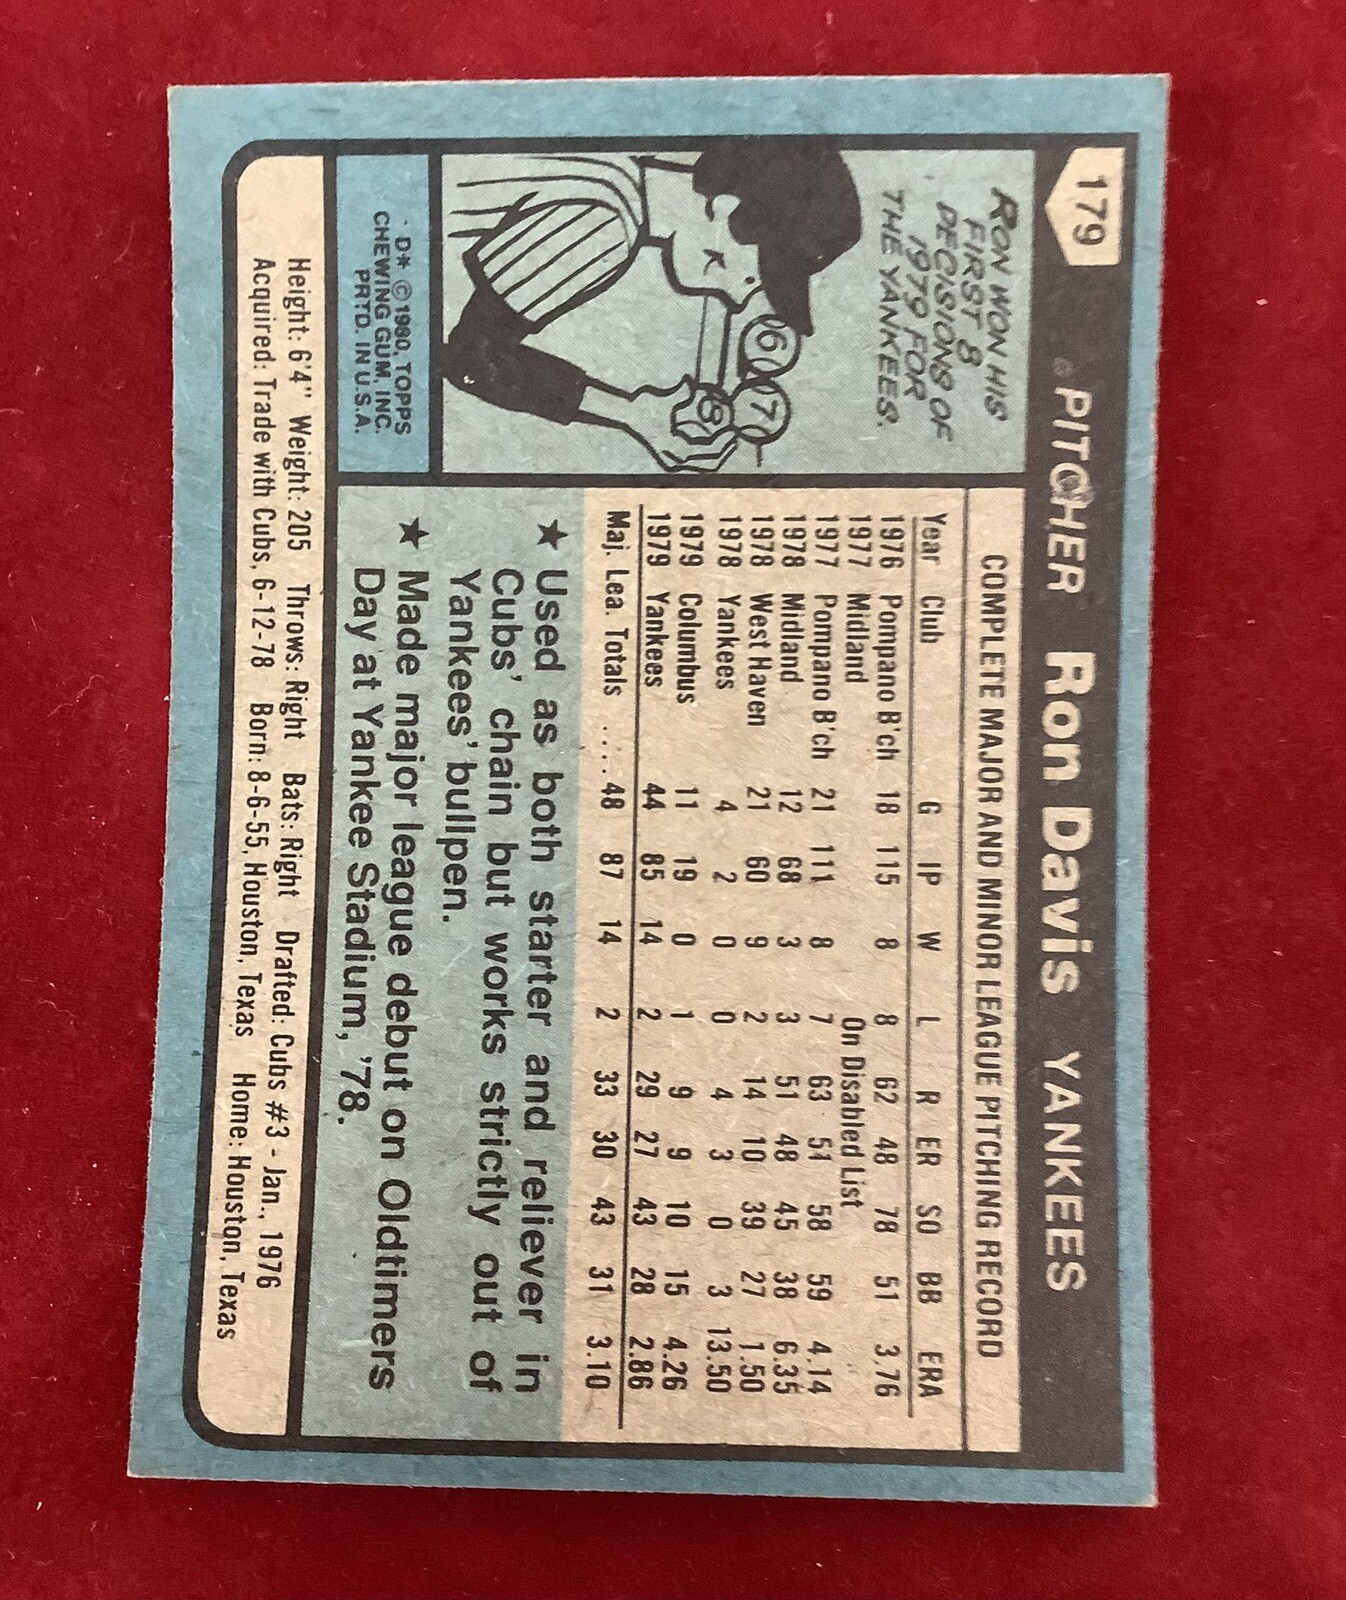 179 PITCHER Ron Davis YANKEES
RON WON HIS
FIRST 8
DECISIONS OF
1979 FOR
THE YANKEES.
6 7 8
· D* © 1980, TOPPS
CHEWING GUM, INC.
PRTD. IN U.S.A.
COMPLETE MAJOR AND MINOR LEAGUE PITCHING RECORD
Year Club G IP W L R ER SO BB ERA
1976 Pompano B'ch 18 115 8 8 62 48 78 51 3.76
1977 Midland On Disabled List
1977 Pompano B'ch 21 111 8 7 63 51 58 59 4.14
1978 Midland 12 68 3 3 51 48 45 38 6.35
1978 West Haven 21 60 9 2 14 10 39 27 1.50
1978 Yankees 4 2 0 0 4 3 0 3 13.50
1979 Columbus 11 19 0 1 9 9 10 15 4.26
1979 Yankees 44 85 14 2 29 27 43 28 2.86
Maj. Lea. Totals ..... 48 87 14 2 33 30 43 31 3.10
★ Used as both starter and reliever in
Cubs' chain but works strictly out of
Yankees' bullpen.
★ Made major league debut on Oldtimers
Day at Yankee Stadium, '78.
Height: 6'4" Weight: 205 Throws: Right Bats: Right Drafted: Cubs #3 - Jan., 1976
Acquired: Trade with Cubs, 6-12-78 Born: 8-6-55, Houston, Texas Home: Houston, Texas